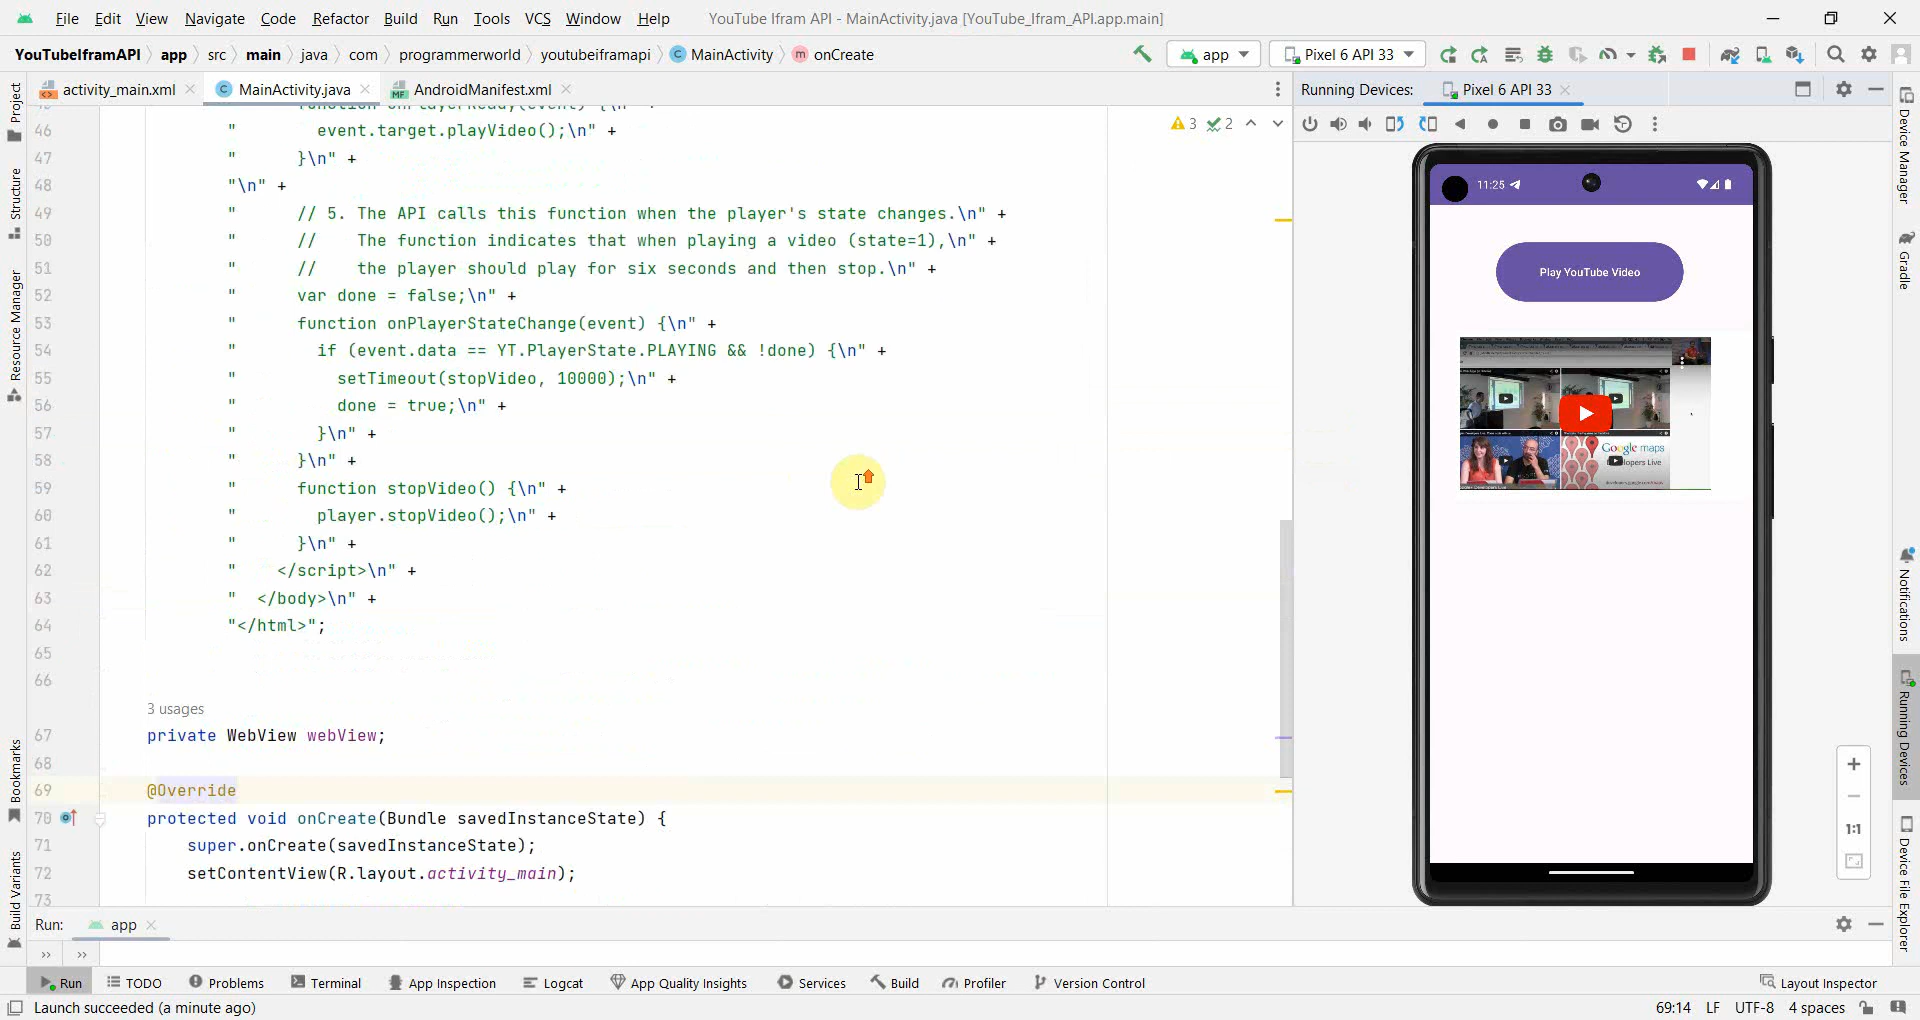 File Edit View Navigate Code Refactor Build Run Tools VCS Window Help YouTube Ifram API - MainActivity.java [YouTube_Ifram_API.app.main]
YouTubeIframAPI app src main java com programmerworld youtubeiframapi MainActivity onCreate app Pixel 6 API 33
activity_main.xml MainActivity.java AndroidManifest.xml Running Devices: Pixel 6 API 33
3 2
46 "        event.target.playVideo();\n" +
47 "      }\n" +
48 "\n" +
49 "      // 5. The API calls this function when the player's state changes.\n" +
50 "      //    The function indicates that when playing a video (state=1),\n" +
51 "      //    the player should play for six seconds and then stop.\n" +
52 "      var done = false;\n" +
53 "      function onPlayerStateChange(event) {\n" +
54 "        if (event.data == YT.PlayerState.PLAYING && !done) {\n" +
55 "          setTimeout(stopVideo, 10000);\n" +
56 "          done = true;\n" +
57 "        }\n" +
58 "      }\n" +
59 "      function stopVideo() {\n" +
60 "        player.stopVideo();\n" +
61 "      }\n" +
62 "    </script>\n" +
63 "  </body>\n" +
64 "</html>";
65
66
3 usages
67 private WebView webView;
68
69 @Override
70 protected void onCreate(Bundle savedInstanceState) {
71 super.onCreate(savedInstanceState);
72 setContentView(R.layout.activity_main);
73
11:25
Play YouTube Video
Google maps
1:1
Project
Structure
Resource Manager
Bookmarks
Build Variants
Device Manager
Gradle
Notifications
Running Devices
Device File Explorer
Run: app
Run TODO Problems Terminal App Inspection Logcat App Quality Insights Services Build Profiler Version Control Layout Inspector
Launch succeeded (a minute ago) 69:14 LF UTF-8 4 spaces